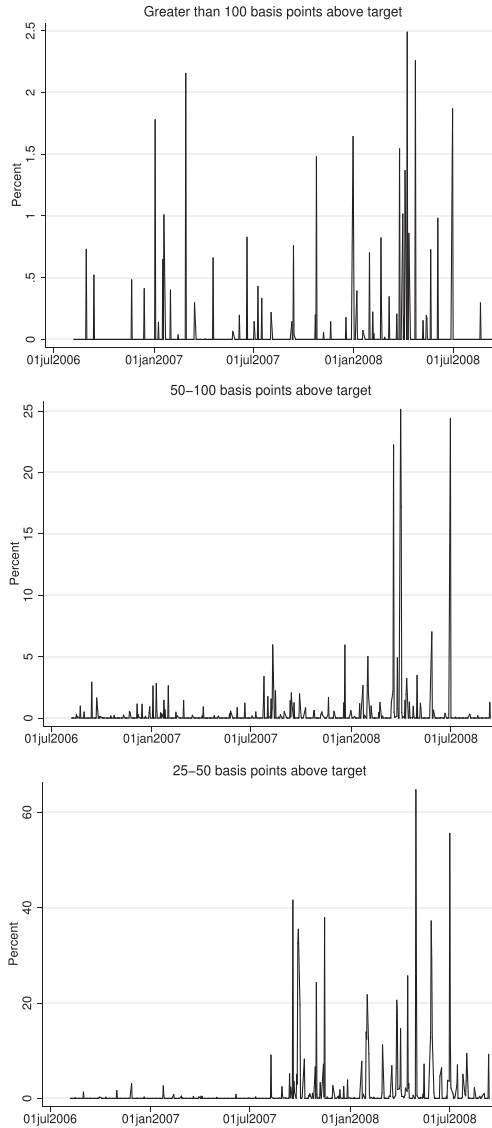 Greater than 100 basis points above target
2.5
2
1.5
1
.5
0
Percent
01jul2006 01jan2007 01jul2007 01jan2008 01jul2008
50–100 basis points above target
25
20
15
10
5
0
Percent
01jul2006 01jan2007 01jul2007 01jan2008 01jul2008
25–50 basis points above target
60
40
20
0
Percent
01jul2006 01jan2007 01jul2007 01jan2008 01jul2008